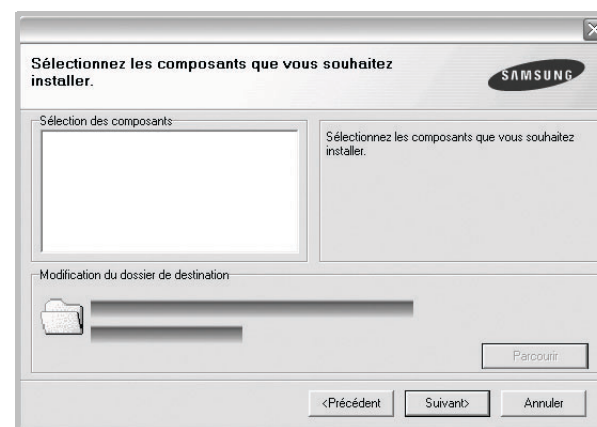 Sélectionnez les composants que vous souhaitez
installer.
SAMSUNG
Sélection des composants
Sélectionnez les composants que vous souhaitez
installer.
Modification du dossier de destination
Parcourir
<Précédent
Suivant>
Annuler